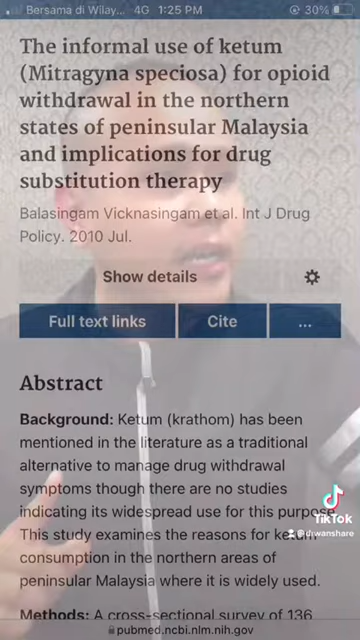 Bersama di Wilay... 4G 1:25 PM 30%
The informal use of ketum
(Mitragyna speciosa) for opioid
withdrawal in the northern
states of peninsular Malaysia
and implications for drug
substitution therapy
Balasingam Vicknasingam et al. Int J Drug
Policy. 2010 Jul.
Show details
Full text links Cite ...
Abstract
Background: Ketum (krathom) has been
mentioned in the literature as a traditional
alternative to manage drug withdrawal
symptoms though there are no studies
indicating its widespread use for this purpose.
This study examines the reasons for ketum
consumption in the northern areas of
peninsular Malaysia where it is widely used.
Methods: A cross-sectional survey of 136
TikTok
@drwanshare
pubmed.ncbi.nlm.nih.gov